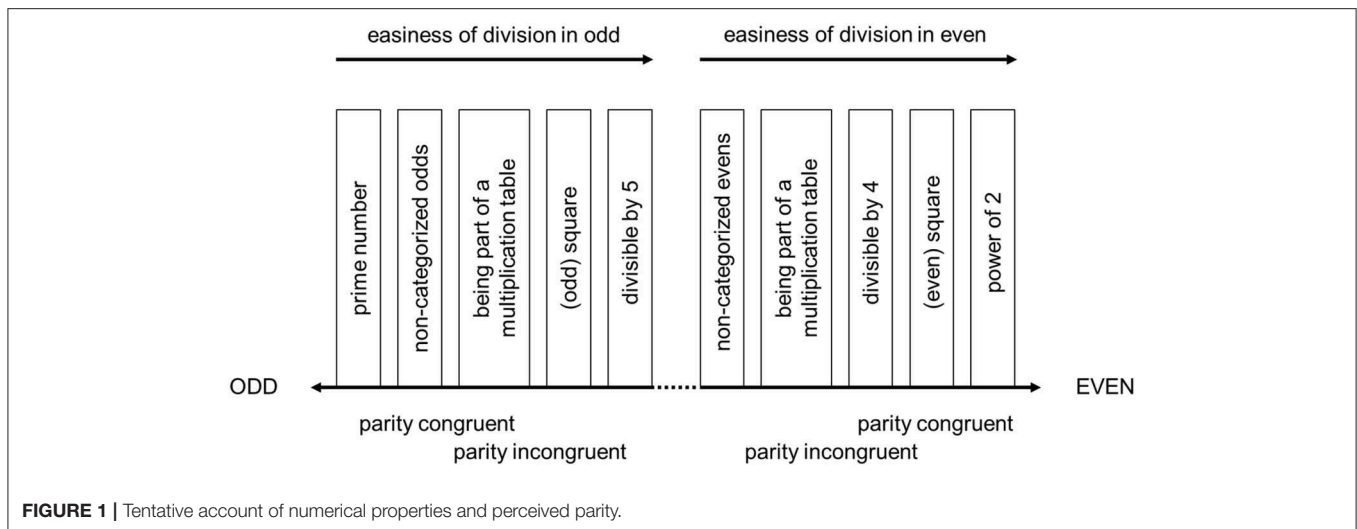 easiness of division in odd
easiness of division in even
prime number
non-categorized odds
being part of a
multiplication table
(odd) square
divisible by 5
non-categorized evens
being part of a
multiplication table
divisible by 4
(even) square
power of 2
ODD
EVEN
parity congruent
parity incongruent
parity congruent
parity incongruent
FIGURE 1 | Tentative account of numerical properties and perceived parity.